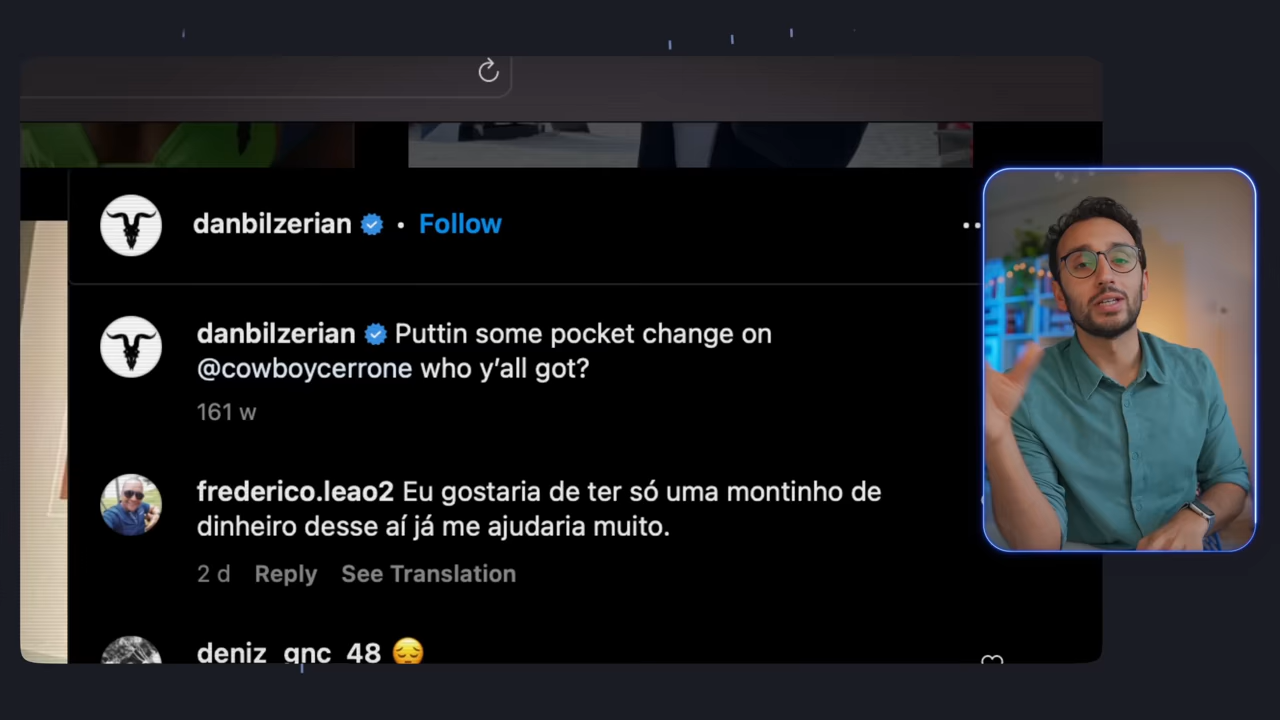 danbilzerian • Follow
danbilzerian Puttin some pocket change on
@cowboycerrone who y’all got?
161 w
frederico.leao2 Eu gostaria de ter só uma montinho de
dinheiro desse aí já me ajudaria muito.
2 d Reply See Translation
deniz_gnc_48 😔